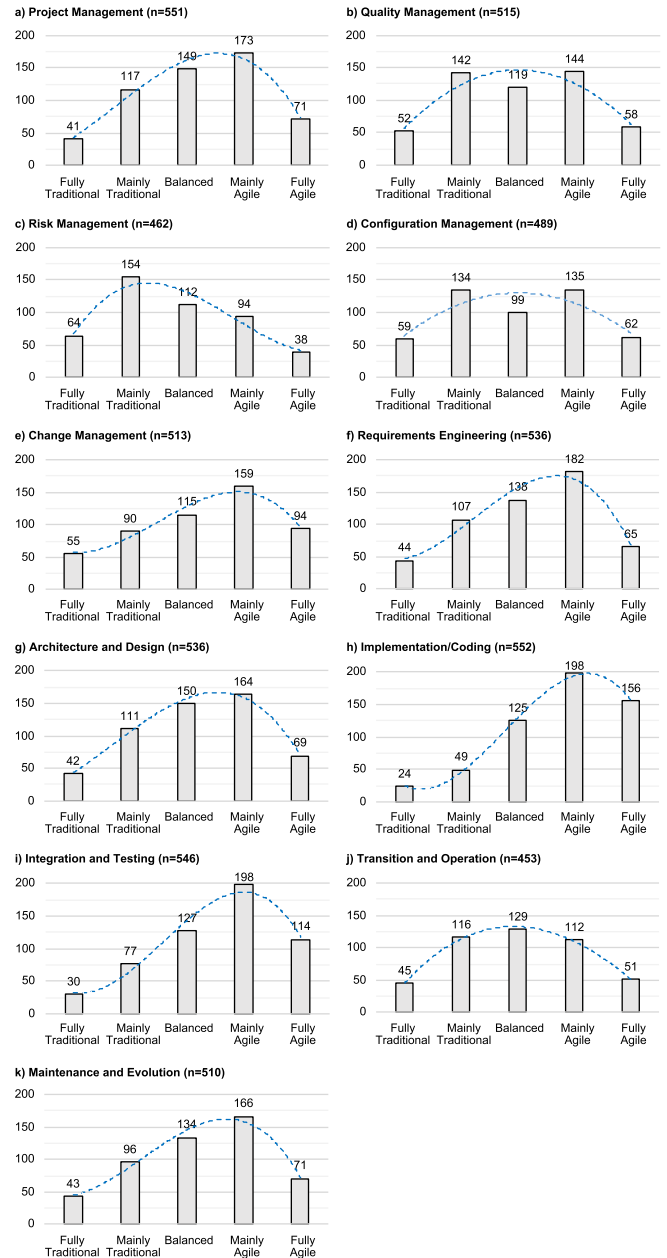 a) Project Management (n=551)
200
150
100
50
0
41
117
149
173
71
Fully Traditional
Mainly Traditional
Balanced
Mainly Agile
Fully Agile
b) Quality Management (n=515)
200
150
100
50
0
52
142
119
144
58
Fully Traditional
Mainly Traditional
Balanced
Mainly Agile
Fully Agile
c) Risk Management (n=462)
200
150
100
50
0
64
154
112
94
38
Fully Traditional
Mainly Traditional
Balanced
Mainly Agile
Fully Agile
d) Configuration Management (n=489)
200
150
100
50
0
59
134
99
135
62
Fully Traditional
Mainly Traditional
Balanced
Mainly Agile
Fully Agile
e) Change Management (n=513)
200
150
100
50
0
55
90
115
159
94
Fully Traditional
Mainly Traditional
Balanced
Mainly Agile
Fully Agile
f) Requirements Engineering (n=536)
200
150
100
50
0
44
107
138
182
65
Fully Traditional
Mainly Traditional
Balanced
Mainly Agile
Fully Agile
g) Architecture and Design (n=536)
200
150
100
50
0
42
111
150
164
69
Fully Traditional
Mainly Traditional
Balanced
Mainly Agile
Fully Agile
h) Implementation/Coding (n=552)
200
150
100
50
0
24
49
125
198
156
Fully Traditional
Mainly Traditional
Balanced
Mainly Agile
Fully Agile
i) Integration and Testing (n=546)
200
150
100
50
0
30
77
127
198
114
Fully Traditional
Mainly Traditional
Balanced
Mainly Agile
Fully Agile
j) Transition and Operation (n=453)
200
150
100
50
0
45
116
129
112
51
Fully Traditional
Mainly Traditional
Balanced
Mainly Agile
Fully Agile
k) Maintenance and Evolution (n=510)
200
150
100
50
0
43
96
134
166
71
Fully Traditional
Mainly Traditional
Balanced
Mainly Agile
Fully Agile